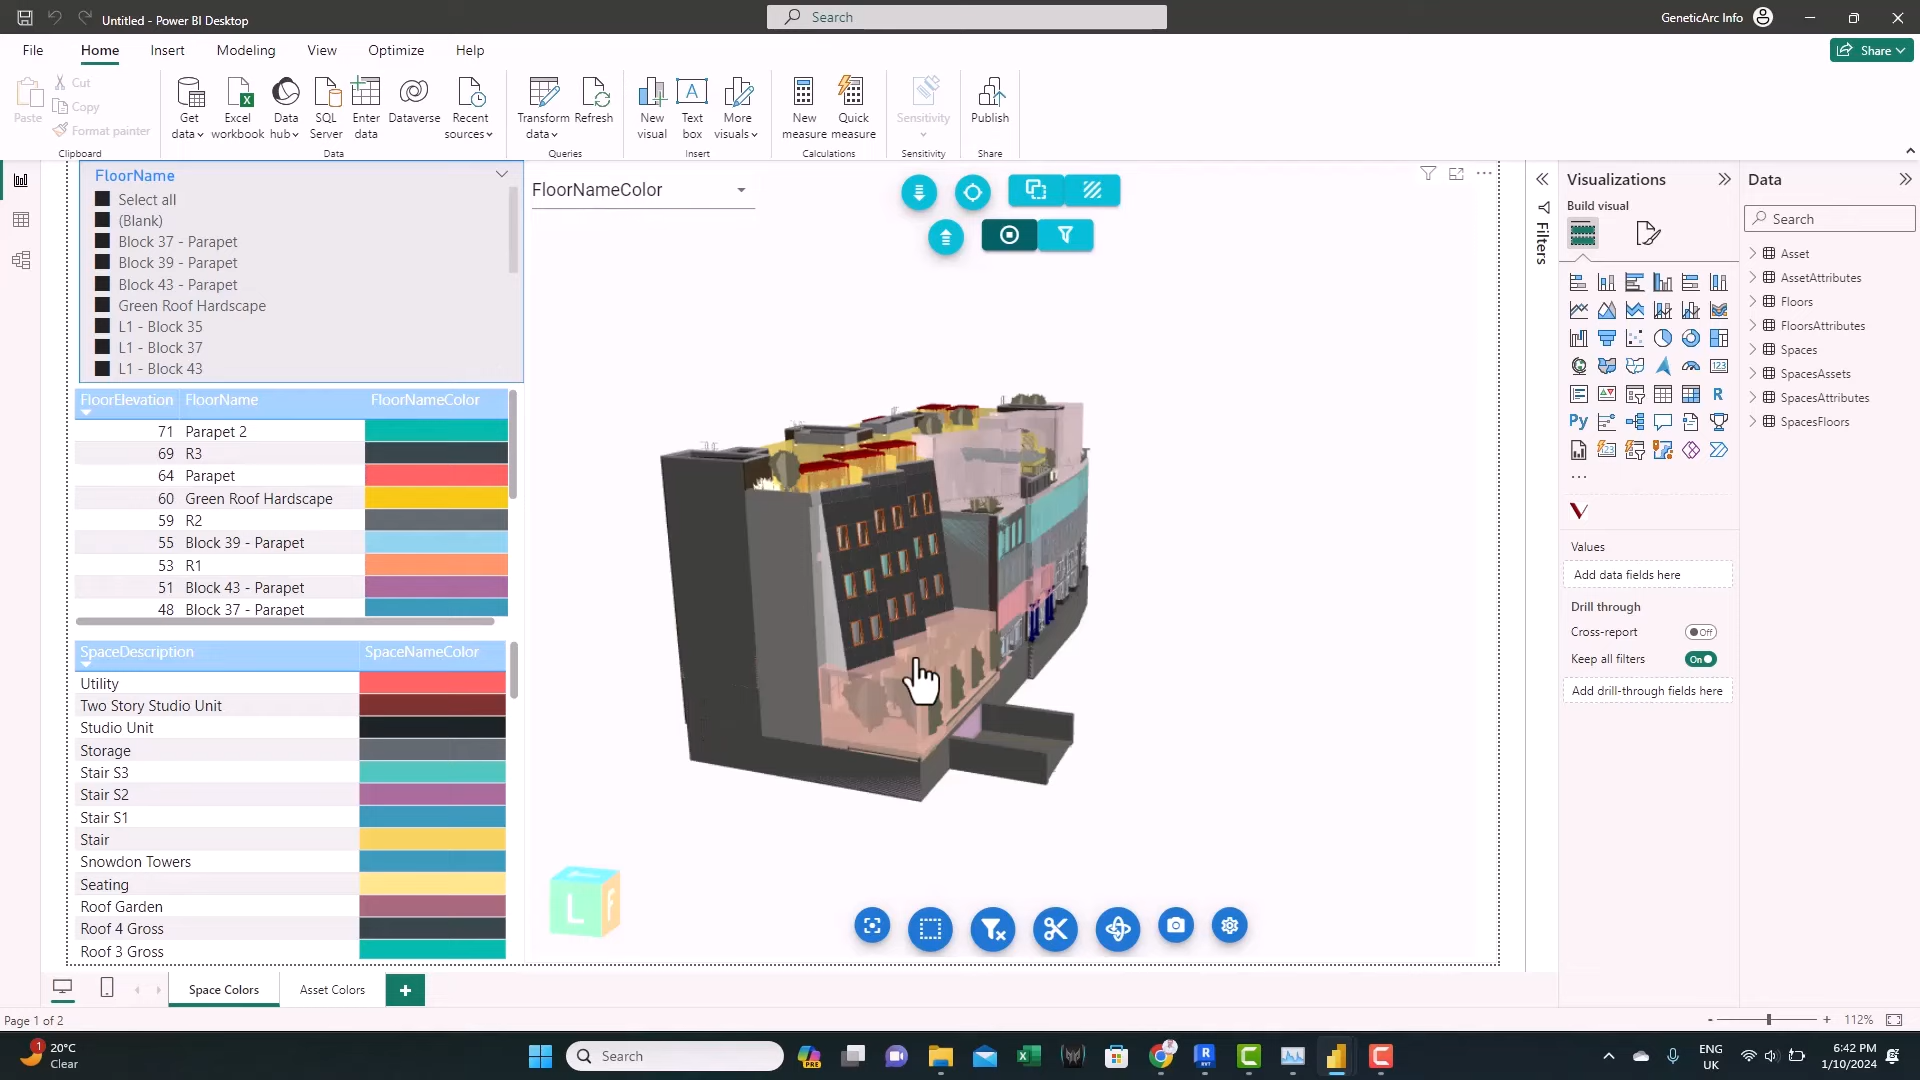 Untitled - Power BI Desktop
Search
GeneticArc Info
File
Home
Insert
Modeling
View
Optimize
Help
Share
Paste
Cut
Copy
Format painter
Clipboard
Get data
Excel workbook
Data hub
SQL Server
Enter data
Dataverse
Recent sources
Data
Transform data
Refresh
Queries
New visual
Text box
More visuals
Insert
New measure
Quick measure
Calculations
Sensitivity
Sensitivity
Publish
Share
FloorName
Select all
(Blank)
Block 37 - Parapet
Block 39 - Parapet
Block 43 - Parapet
Green Roof Hardscape
L1 - Block 35
L1 - Block 37
L1 - Block 43
FloorElevation FloorName FloorNameColor
71 Parapet 2
69 R3
64 Parapet
60 Green Roof Hardscape
59 R2
55 Block 39 - Parapet
53 R1
51 Block 43 - Parapet
48 Block 37 - Parapet
SpaceDescription SpaceNameColor
Utility
Two Story Studio Unit
Studio Unit
Storage
Stair S3
Stair S2
Stair S1
Stair
Snowdon Towers
Seating
Roof Garden
Roof 4 Gross
Roof 3 Gross
FloorNameColor
L
f
Filters
Visualizations
Build visual
123
R
Py
Values
Add data fields here
Drill through
Cross-report
Off
Keep all filters
On
Add drill-through fields here
Data
Search
Asset
AssetAttributes
Floors
FloorsAttributes
Spaces
SpacesAssets
SpacesAttributes
SpacesFloors
Space Colors
Asset Colors
+
Page 1 of 2
- + 112%
1
20°C
Clear
Search
PRE
ENG
UK
6:42 PM
1/10/2024